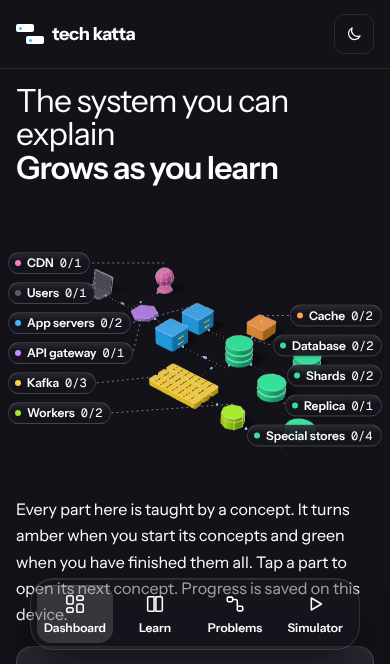 tech katta
The system you can
explain
Grows as you learn
CDN 0/1
Users 0/1
App servers 0/2
API gateway 0/1
Kafka 0/3
Workers 0/2
Cache 0/2
Database 0/2
Shards 0/2
Replica 0/1
Special stores 0/4
Every part here is taught by a concept. It turns
amber when you start its concepts and green
when you have finished them all. Tap a part to
open its next concept. Progress is saved on this
device.
Dashboard
Learn
Problems
Simulator